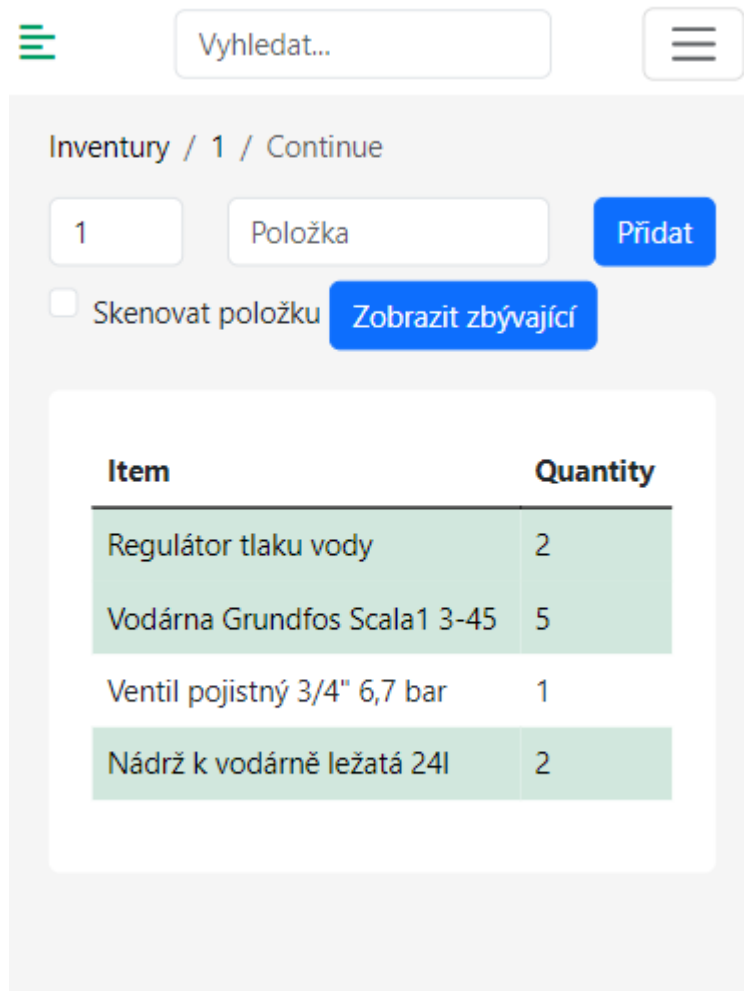 Vyhledat...
Inventury / 1 / Continue
1 Položka Přidat
Skenovat položku Zobrazit zbývající
Item Quantity
Regulátor tlaku vody 2
Vodárna Grundfos Scala1 3-45 5
Ventil pojistný 3/4" 6,7 bar 1
Nádrž k vodárně ležatá 24l 2